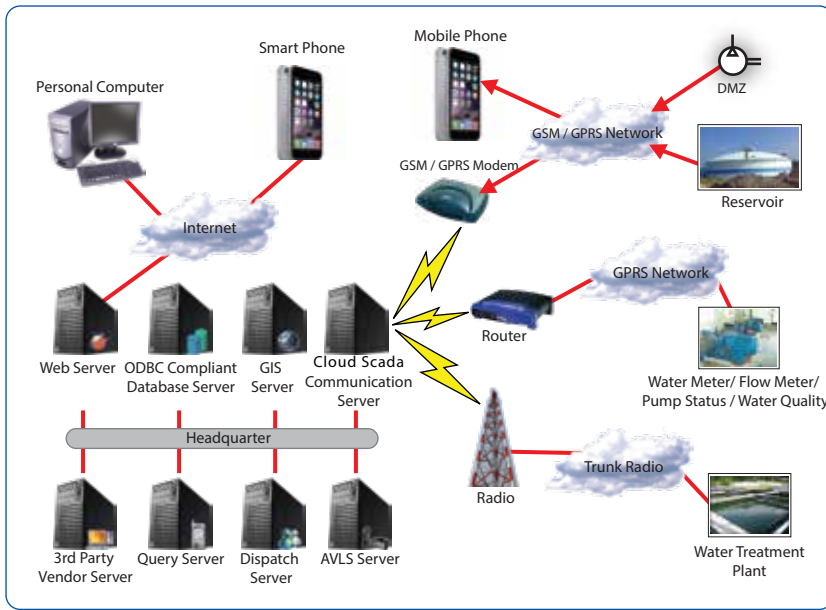 Smart Phone
Mobile Phone
Personal Computer
DMZ
GSM / GPRS Network
GSM / GPRS Modem
Reservoir
Internet
GPRS Network
Router
Web Server
ODBC Compliant
Database Server
GIS
Server
Cloud Scada
Communication
Server
Water Meter/ Flow Meter/
Pump Status / Water Quality
Headquarter
Trunk Radio
Radio
3rd Party
Vendor Server
Query Server
Dispatch
Server
AVLS Server
Water Treatment
Plant